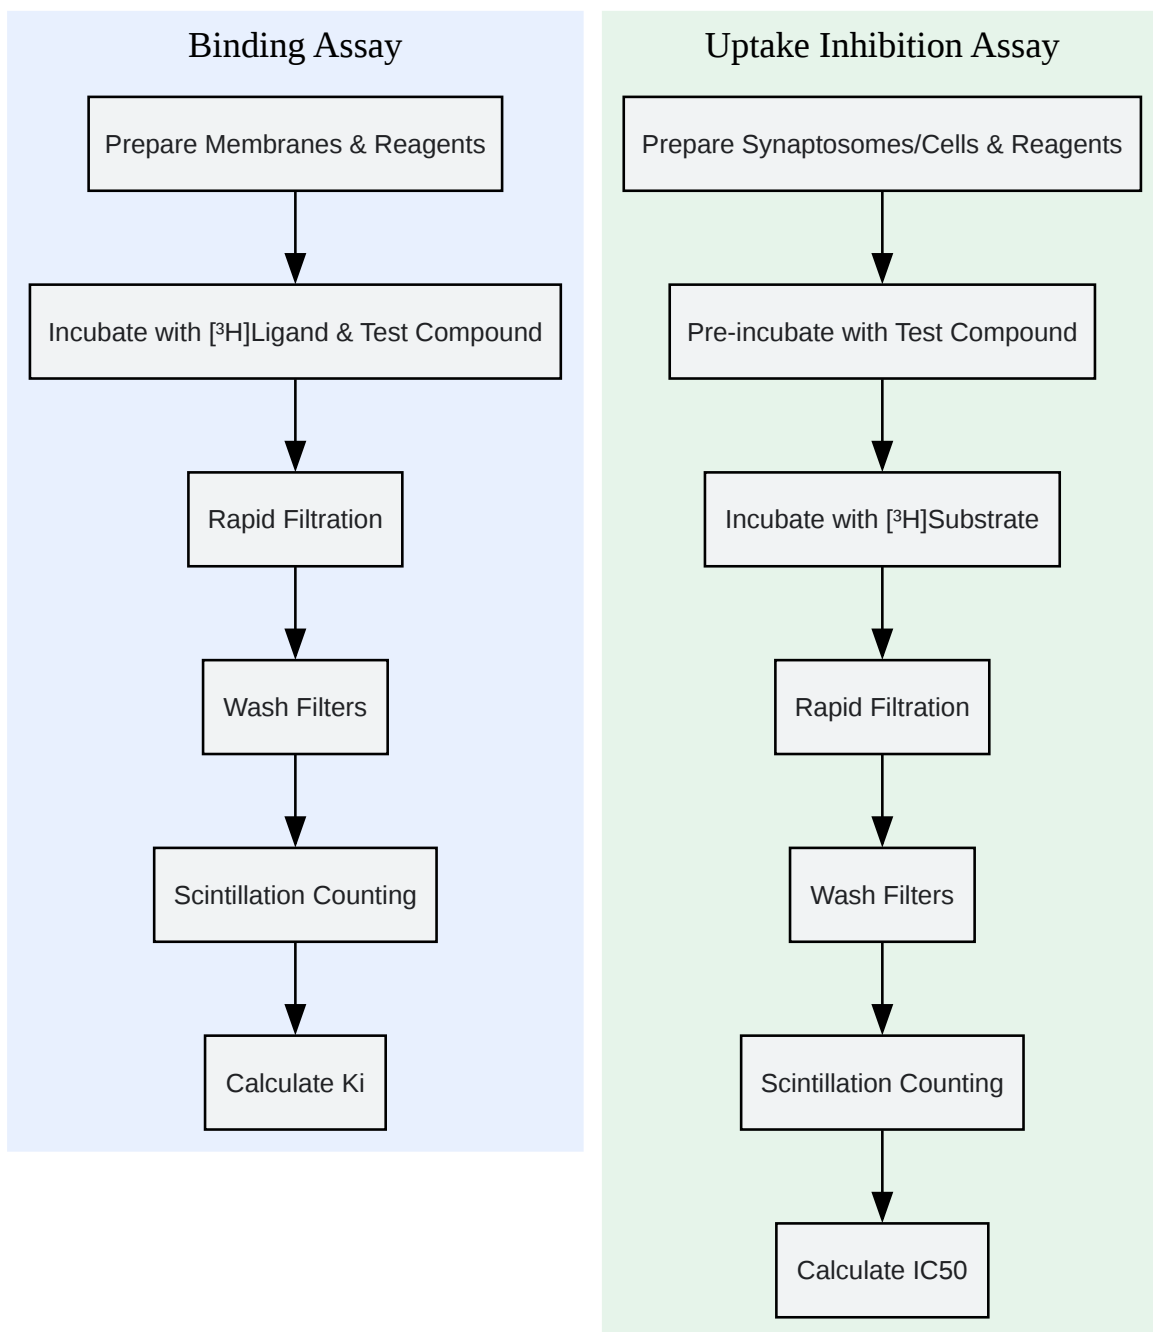 Binding Assay
Prepare Membranes & Reagents
Incubate with [³H]Ligand & Test Compound
Rapid Filtration
Wash Filters
Scintillation Counting
Calculate Ki
Uptake Inhibition Assay
Prepare Synaptosomes/Cells & Reagents
Pre-incubate with Test Compound
Incubate with [³H]Substrate
Rapid Filtration
Wash Filters
Scintillation Counting
Calculate IC50